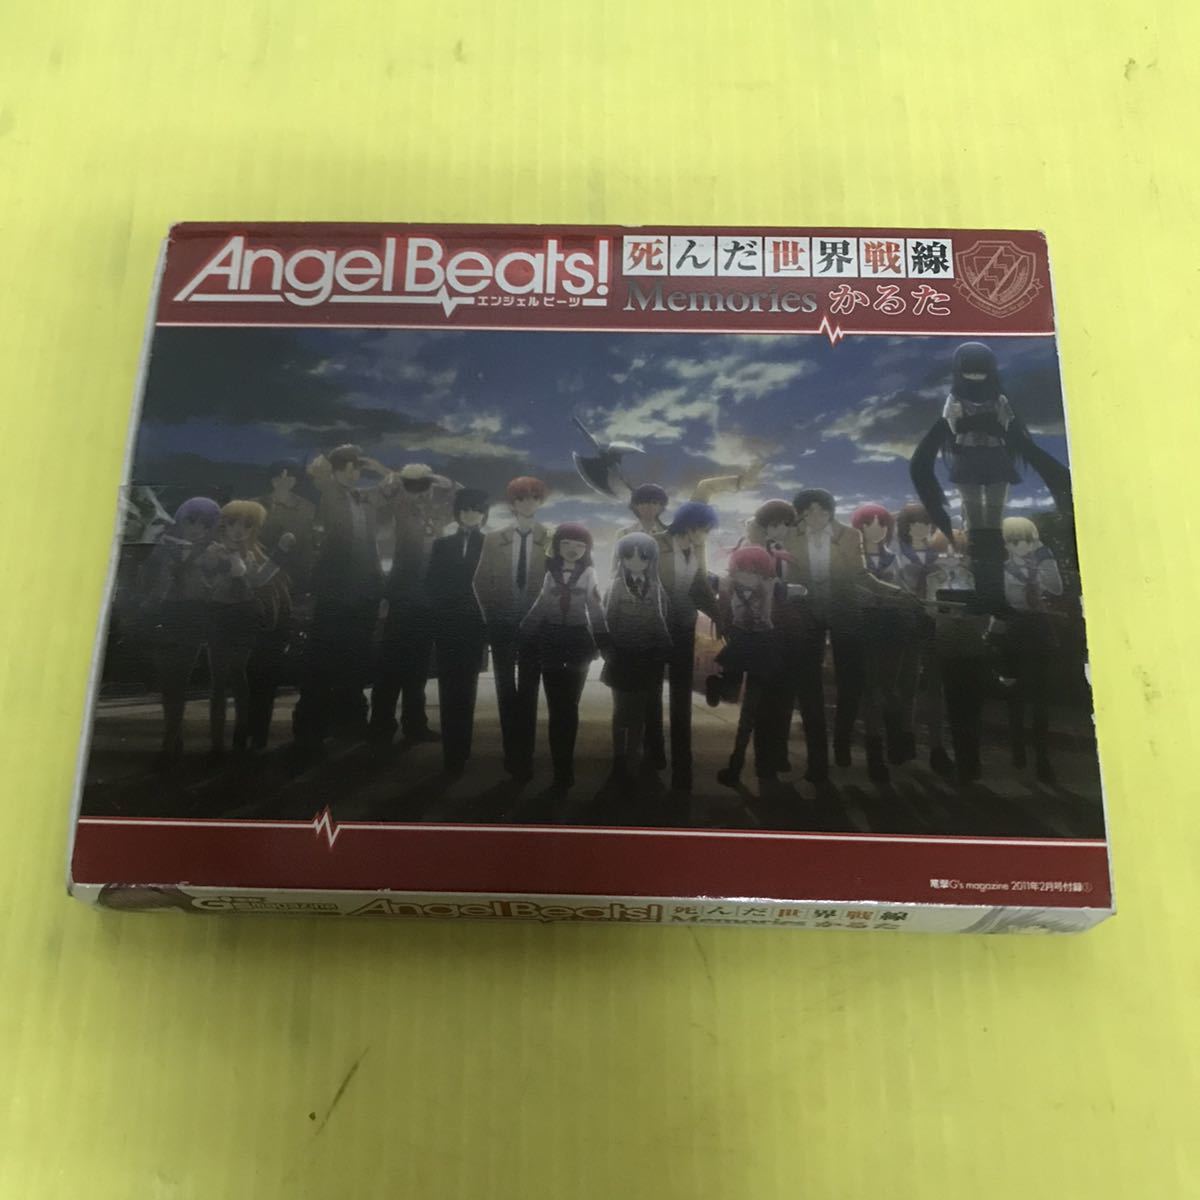 Angel Beats!
エンジェルビーツ
死んだ世界戦線
Memories かるた
電撃G's magazine 2011年2月号付録①
G's magazine Angel Beats! 死んだ世界戦線
Memories かるた